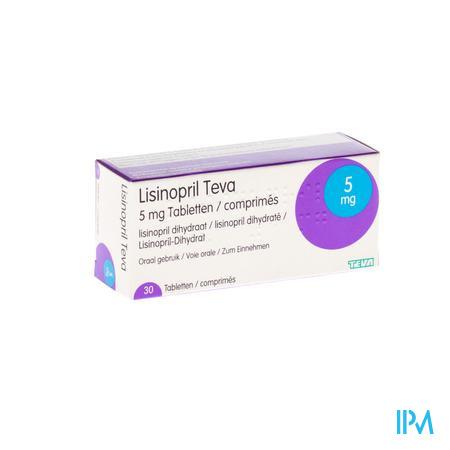 Lisinopril Teva
5 mg Tabletten / comprimés
lisinopril dihydraat / lisinopril dihydraté /
Lisinopril-Dihydrat
Oraal gebruik / Voie orale / Zum Einnehmen
30 Tabletten / comprimés
5
mg
TEVA
Lisinopril Teva
IPM